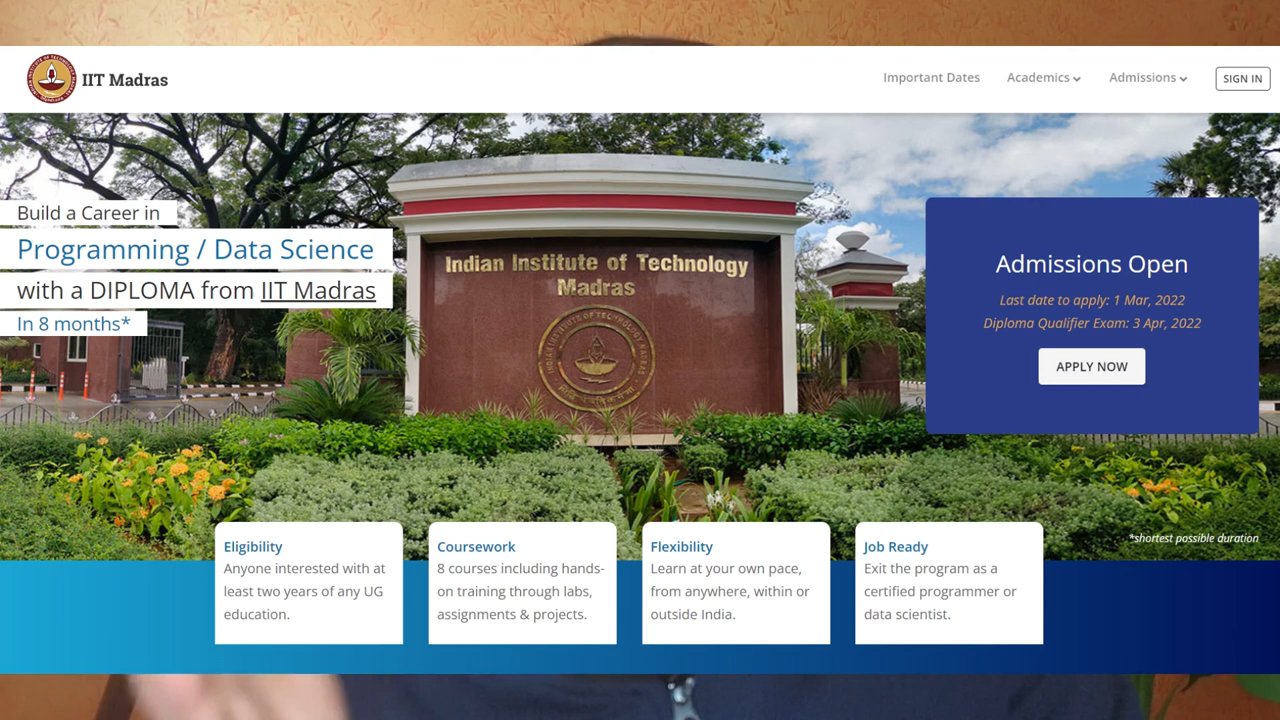 IIT Madras
Important Dates
Academics
Admissions
SIGN IN
Build a Career in
Programming / Data Science
with a DIPLOMA from IIT Madras
In 8 months*
Indian Institute of Technology
Madras
Admissions Open
Last date to apply: 1 Mar, 2022
Diploma Qualifier Exam: 3 Apr, 2022
APPLY NOW
*shortest possible duration
Eligibility
Anyone interested with at
least two years of any UG
education.
Coursework
8 courses including hands-
on training through labs,
assignments & projects.
Flexibility
Learn at your own pace,
from anywhere, within or
outside India.
Job Ready
Exit the program as a
certified programmer or
data scientist.